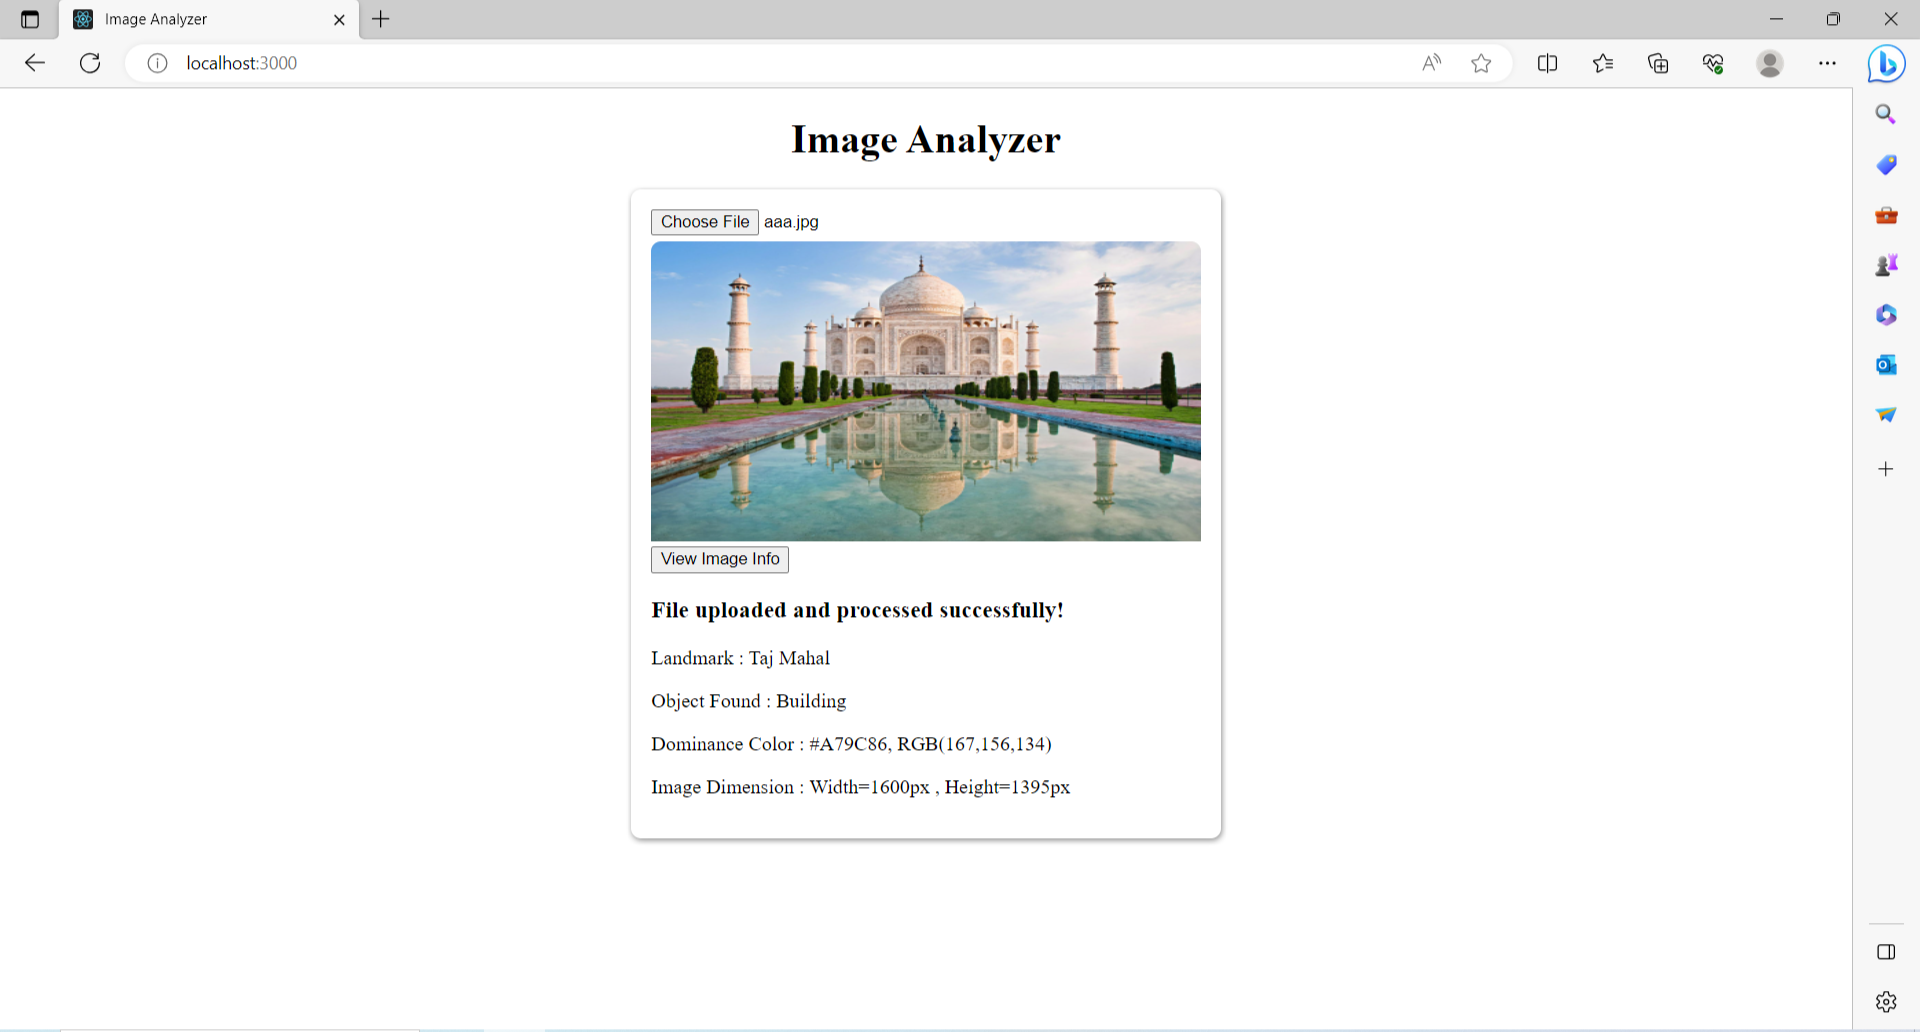 Image Analyzer
localhost:3000
Image Analyzer
Choose File aaa.jpg
View Image Info
File uploaded and processed successfully!
Landmark : Taj Mahal
Object Found : Building
Dominance Color : #A79C86, RGB(167,156,134)
Image Dimension : Width=1600px , Height=1395px